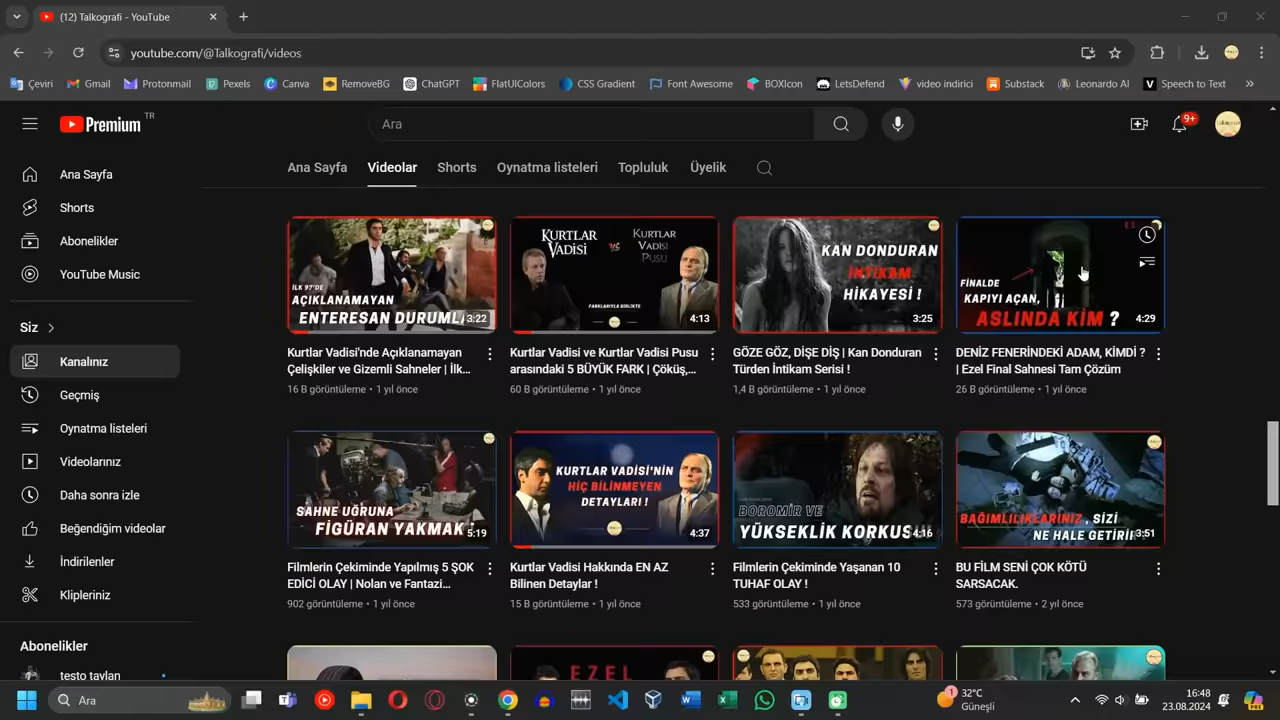 (12) Talkografi - YouTube
youtube.com/@Talkografi/videos
Çeviri
Gmail
Protonmail
Pexels
Canva
RemoveBG
ChatGPT
FlatUIColors
CSS Gradient
Font Awesome
BOXIcon
LetsDefend
video indirici
Substack
Leonardo AI
Speech to Text
Premium TR
Ara
9+
Ana Sayfa
Shorts
Abonelikler
YouTube Music
Siz
Kanalınız
Geçmiş
Oynatma listeleri
Videolarınız
Daha sonra izle
Beğendiğim videolar
İndirilenler
Klipleriniz
Abonelikler
testo taylan
Ana Sayfa Videolar Shorts Oynatma listeleri Topluluk Üyelik
İLK 97'DE
AÇIKLANAMAYAN
ENTERESAN DURUML
3:22
Kurtlar Vadisi'nde Açıklanamayan
Çelişkiler ve Gizemli Sahneler | İlk...
16 B görüntüleme • 1 yıl önce
KURTLAR
VADİSİ
VS
KURTLAR
VADİSİ
PUSU
FARKLARIYLA BİRLİKTE
4:13
Kurtlar Vadisi ve Kurtlar Vadisi Pusu
arasındaki 5 BÜYÜK FARK | Çöküş,...
60 B görüntüleme • 1 yıl önce
KAN DONDURAN
INTIKAM
HİKAYESİ !
3:25
GÖZE GÖZ, DİŞE DİŞ | Kan Donduran
Türden İntikam Serisi !
1,4 B görüntüleme • 1 yıl önce
FİNALDE
KAPIYI AÇAN,
ASLINDA KİM ?
4:29
DENİZ FENERİNDEKİ ADAM, KİMDİ ?
| Ezel Final Sahnesi Tam Çözüm
26 B görüntüleme • 1 yıl önce
SAHNE UĞRUNA
FİGÜRAN YAKMAK
5:19
Filmlerin Çekiminde Yapılmış 5 ŞOK
EDİCİ OLAY | Nolan ve Fantazi...
902 görüntüleme • 1 yıl önce
KURTLAR VADİSİ'NİN
HİÇ BİLİNMEYEN
DETAYLARI !
4:37
Kurtlar Vadisi Hakkında EN AZ
Bilinen Detaylar !
15 B görüntüleme • 1 yıl önce
BOROMİR VE
YÜKSEKLİK KORKUS
4:16
Filmlerin Çekiminde Yaşanan 10
TUHAF OLAY !
533 görüntüleme • 1 yıl önce
BAĞIMLILIKLARINIZ , SİZİ
NE HALE GETİRİ
3:51
BU FİLM SENİ ÇOK KÖTÜ
SARSACAK.
573 görüntüleme • 2 yıl önce
EZEL
Ara
1
32°C
Güneşli
16:48
23.08.2024